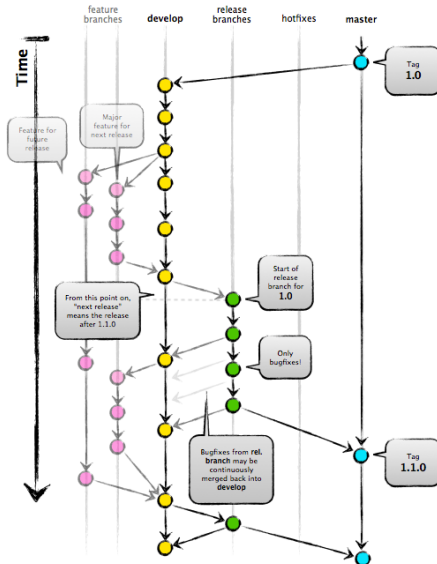 feature
branches
develop
release
branches
hotfixes
master
Time
Tag
1.0
Major
feature for
next release
Feature for
future
release
Start of
release
branch for
1.0
From this point on,
"next release"
means the release
after 1.1.0
Only
bugfixes!
Bugfixes from rel.
branch may be
continuously
merged back into
develop
Tag
1.1.0